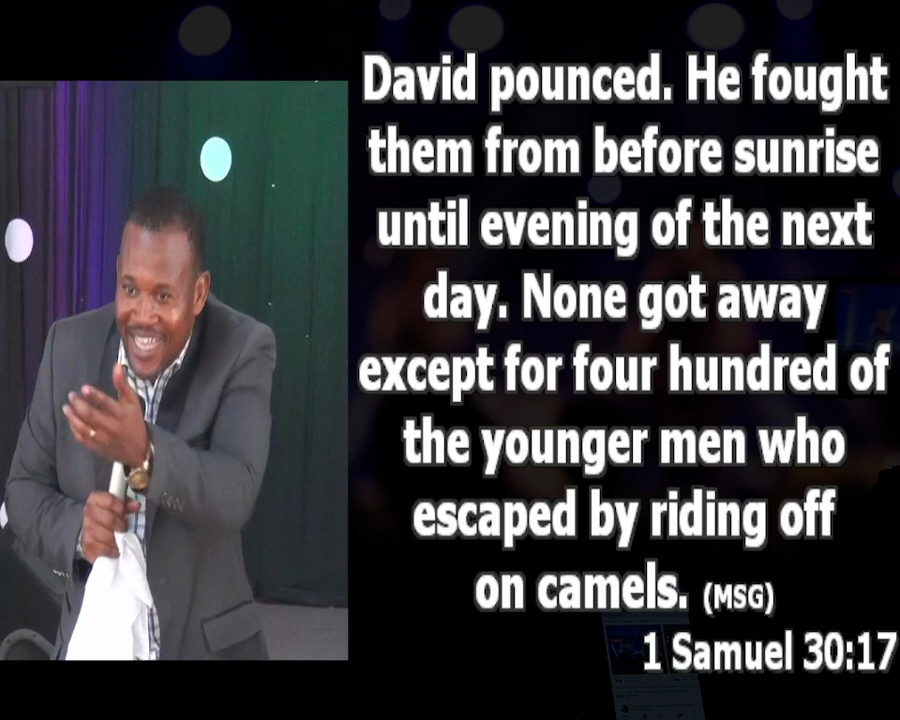 David pounced. He fought
them from before sunrise
until evening of the next
day. None got away
except for four hundred of
the younger men who
escaped by riding off
on camels. (MSG)
1 Samuel 30:17